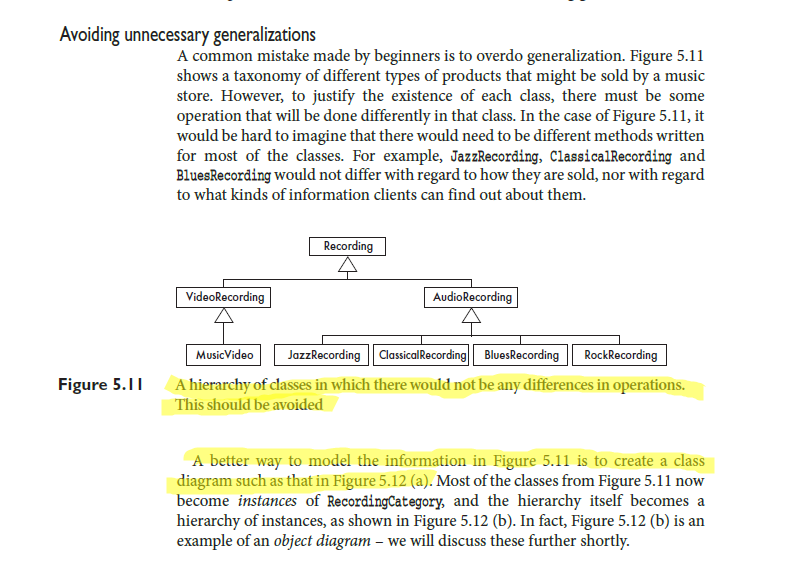 Avoiding unnecessary generalizations
A common mistake made by beginners is to overdo generalization. Figure 5.11
shows a taxonomy of different types of products that might be sold by a music
store. However, to justify the existence of each class, there must be some
operation that will be done differently in that class. In the case of Figure 5.11, it
would be hard to imagine that there would need to be different methods written
for most of the classes. For example, JazzRecording, ClassicalRecording and
BluesRecording would not differ with regard to how they are sold, nor with regard
to what kinds of information clients can find out about them.
Recording
VideoRecording AudioRecording
MusicVideo JazzRecording ClassicalRecording BluesRecording RockRecording
Figure 5.11 A hierarchy of classes in which there would not be any differences in operations.
This should be avoided
A better way to model the information in Figure 5.11 is to create a class
diagram such as that in Figure 5.12 (a). Most of the classes from Figure 5.11 now
become instances of RecordingCategory, and the hierarchy itself becomes a
hierarchy of instances, as shown in Figure 5.12 (b). In fact, Figure 5.12 (b) is an
example of an object diagram – we will discuss these further shortly.